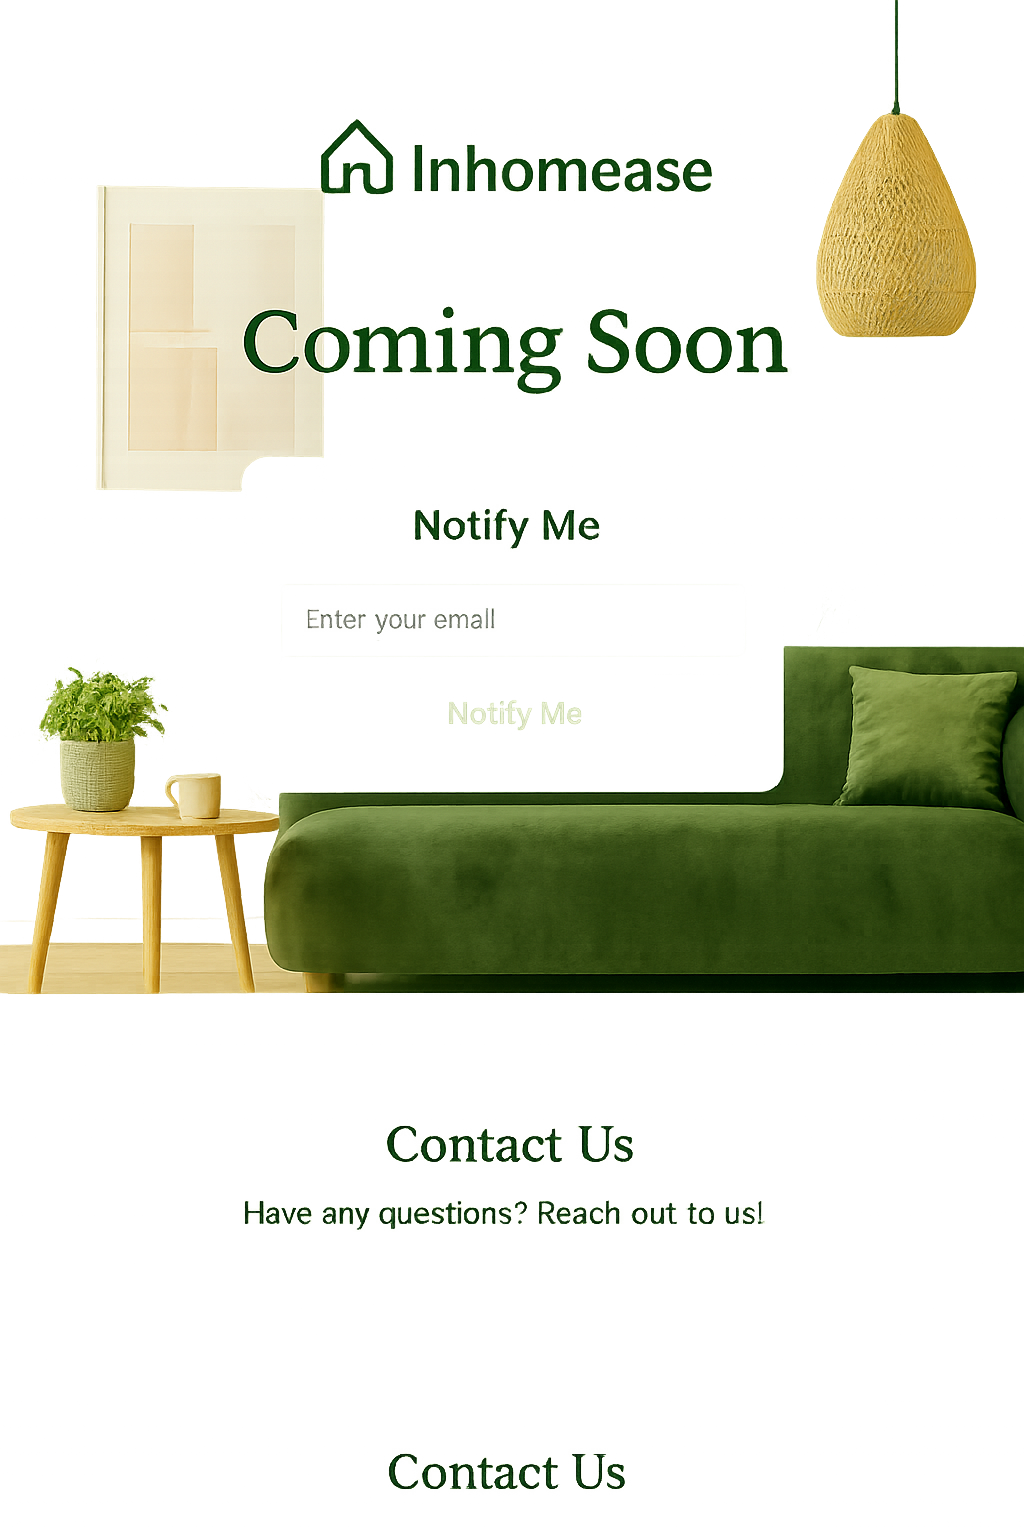 Inhomease
Coming Soon
Notify Me
Enter your email
Notify Me
Contact Us
Have any questions? Reach out to us!
Contact Us